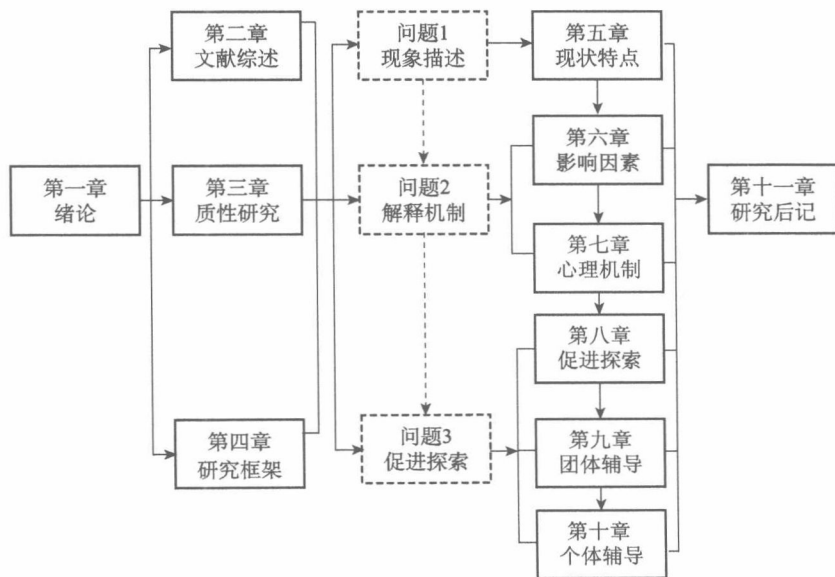 第二章
文献综述
问题1
现象描述
第五章
现状特点
第六章
影响因素
第一章
绪论
第三章
质性研究
问题2
解释机制
第十一章
研究后记
第七章
心理机制
第八章
促进探索
第四章
研究框架
问题3
促进探索
第九章
团体辅导
第十章
个体辅导